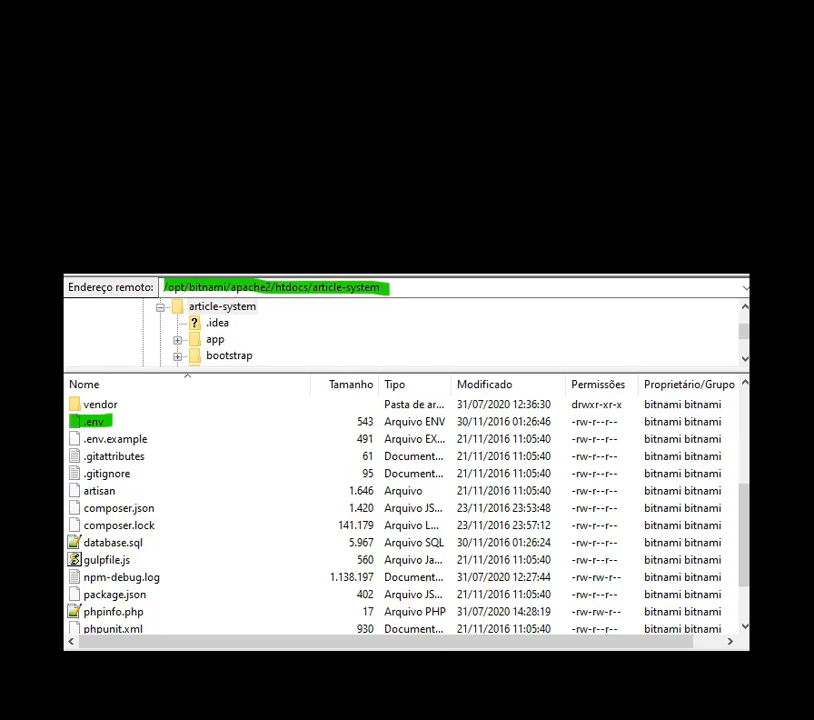 Endereço remoto: /opt/bitnami/apache2/htdocs/article-system
article-system
.idea
app
bootstrap
Nome Tamanho Tipo Modificado Permissões Proprietário/Grupo
vendor Pasta de ar... 31/07/2020 12:36:30 drwxr-xr-x bitnami bitnami
.env 543 Arquivo ENV 30/11/2016 01:26:46 -rw-r--r-- bitnami bitnami
.env.example 491 Arquivo EX... 21/11/2016 11:05:40 -rw-r--r-- bitnami bitnami
.gitattributes 61 Document... 21/11/2016 11:05:40 -rw-r--r-- bitnami bitnami
.gitignore 95 Document... 21/11/2016 11:05:40 -rw-r--r-- bitnami bitnami
artisan 1.646 Arquivo 21/11/2016 11:05:40 -rw-r--r-- bitnami bitnami
composer.json 1.420 Arquivo JS... 23/11/2016 23:53:48 -rw-r--r-- bitnami bitnami
composer.lock 141.179 Arquivo L... 23/11/2016 23:57:12 -rw-r--r-- bitnami bitnami
database.sql 5.967 Arquivo SQL 30/11/2016 01:26:24 -rw-r--r-- bitnami bitnami
gulpfile.js 560 Arquivo Ja... 21/11/2016 11:05:40 -rw-r--r-- bitnami bitnami
npm-debug.log 1.138.197 Document... 31/07/2020 12:27:44 -rw-rw-r-- bitnami bitnami
package.json 402 Arquivo JS... 21/11/2016 11:05:40 -rw-r--r-- bitnami bitnami
phpinfo.php 17 Arquivo PHP 31/07/2020 14:28:19 -rw-rw-r-- bitnami bitnami
phpunit.xml 930 Document... 21/11/2016 11:05:40 -rw-r--r-- bitnami bitnami